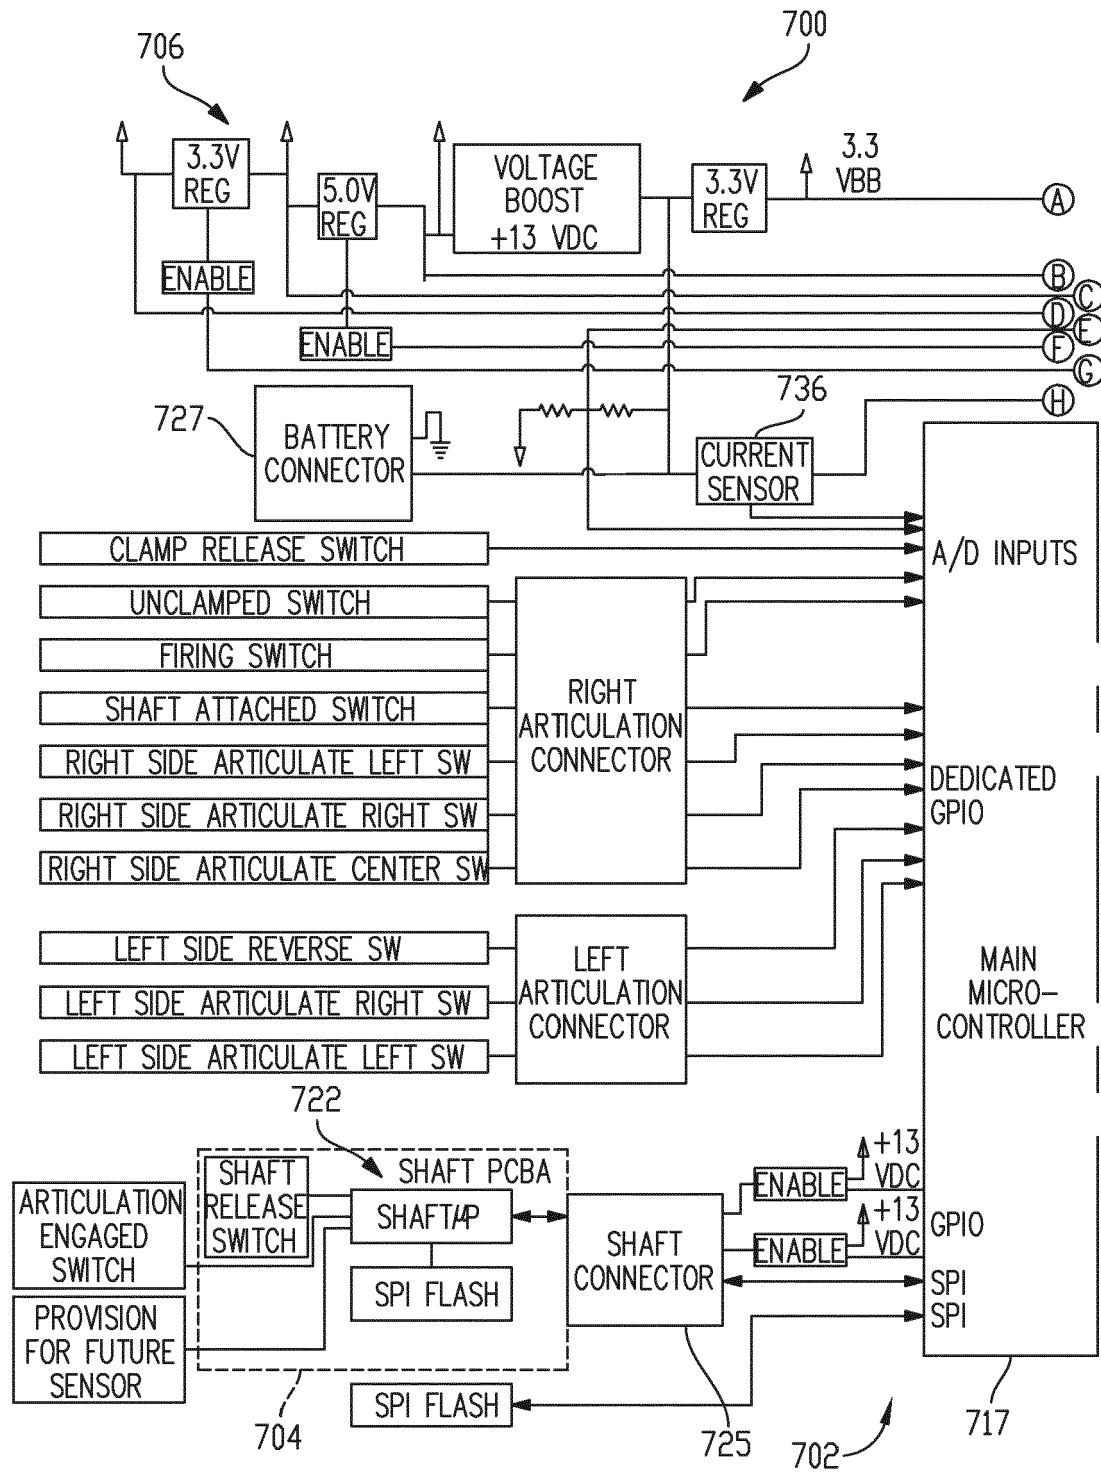 700
706
3.3V
REG
5.0V
REG
VOLTAGE
BOOST
+13 VDC
3.3V
REG
3.3
VBB
A
ENABLE
B
C
D
E
ENABLE
F
G
736
H
727
BATTERY
CONNECTOR
CURRENT
SENSOR
CLAMP RELEASE SWITCH
A/D INPUTS
UNCLAMPED SWITCH
FIRING SWITCH
SHAFT ATTACHED SWITCH
RIGHT
ARTICULATION
CONNECTOR
RIGHT SIDE ARTICULATE LEFT SW
DEDICATED
GPIO
RIGHT SIDE ARTICULATE RIGHT SW
RIGHT SIDE ARTICULATE CENTER SW
LEFT SIDE REVERSE SW
LEFT
ARTICULATION
CONNECTOR
MAIN
MICRO-
CONTROLLER
LEFT SIDE ARTICULATE RIGHT SW
LEFT SIDE ARTICULATE LEFT SW
722
SHAFT
RELEASE
SWITCH
SHAFT PCBA
SHAFT μP
SPI FLASH
ARTICULATION
ENGAGED
SWITCH
PROVISION
FOR FUTURE
SENSOR
SHAFT
CONNECTOR
ENABLE
+13
VDC
ENABLE
+13
VDC
GPIO
SPI
SPI
SPI FLASH
704
725
702
717